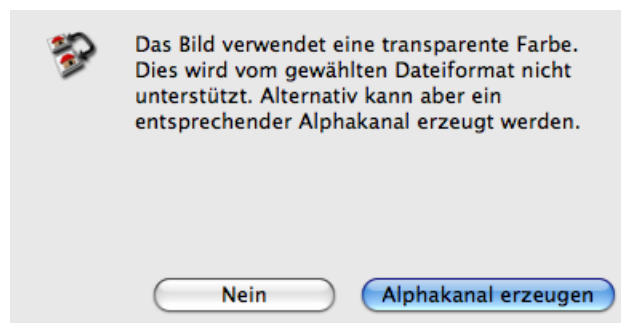 Das Bild verwendet eine transparente Farbe.
Dies wird vom gewählten Dateiformat nicht
unterstützt. Alternativ kann aber ein
entsprechender Alphakanal erzeugt werden.
Nein
Alphakanal erzeugen